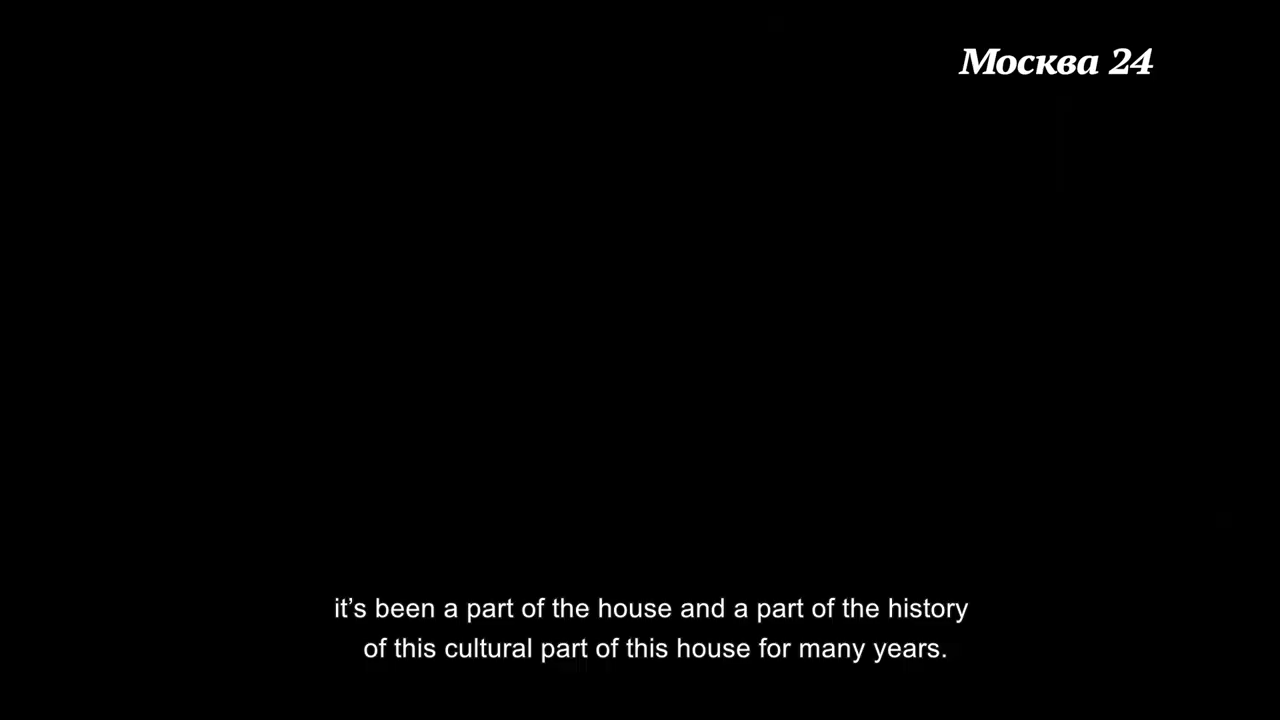 Москва 24
it’s been a part of the house and a part of the history
of this cultural part of this house for many years.